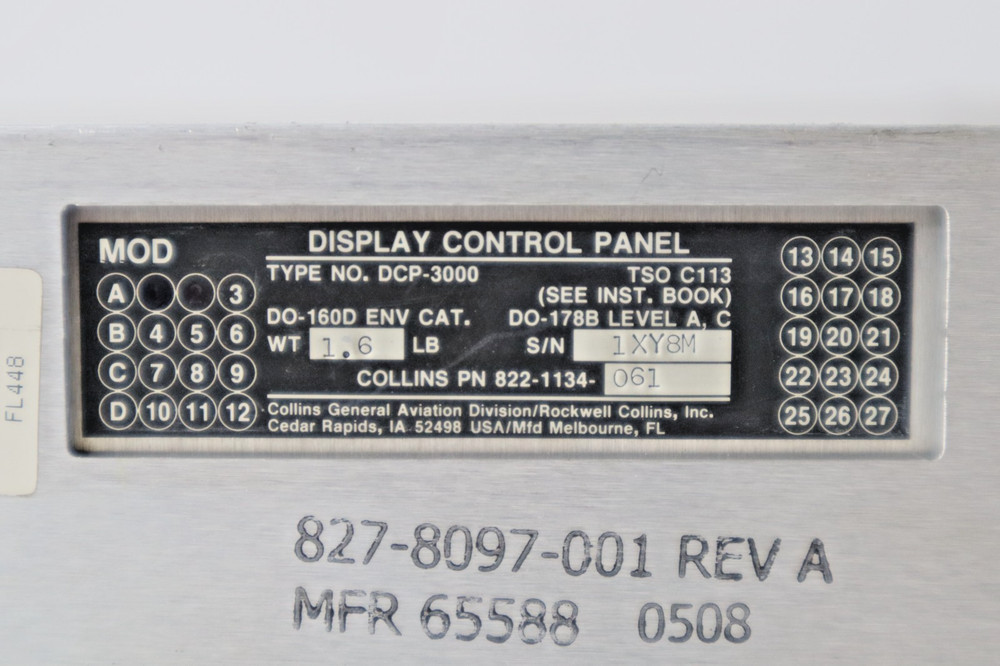 DISPLAY CONTROL PANEL
MOD
TYPE NO. DCP-3000 TSO C113
(SEE INST. BOOK)
DO-160D ENV CAT. DO-178B LEVEL A, C
WT 1.6 LB S/N 1XY8M
COLLINS PN 822-1134- 061
Collins General Aviation Division/Rockwell Collins, Inc.
Cedar Rapids, IA 52498 USA/Mfd Melbourne, FL
A 2 3
B 4 5 6
C 7 8 9
D 10 11 12
13 14 15
16 17 18
19 20 21
22 23 24
25 26 27
FL448
827-8097-001 REV A
MFR 65588 0508